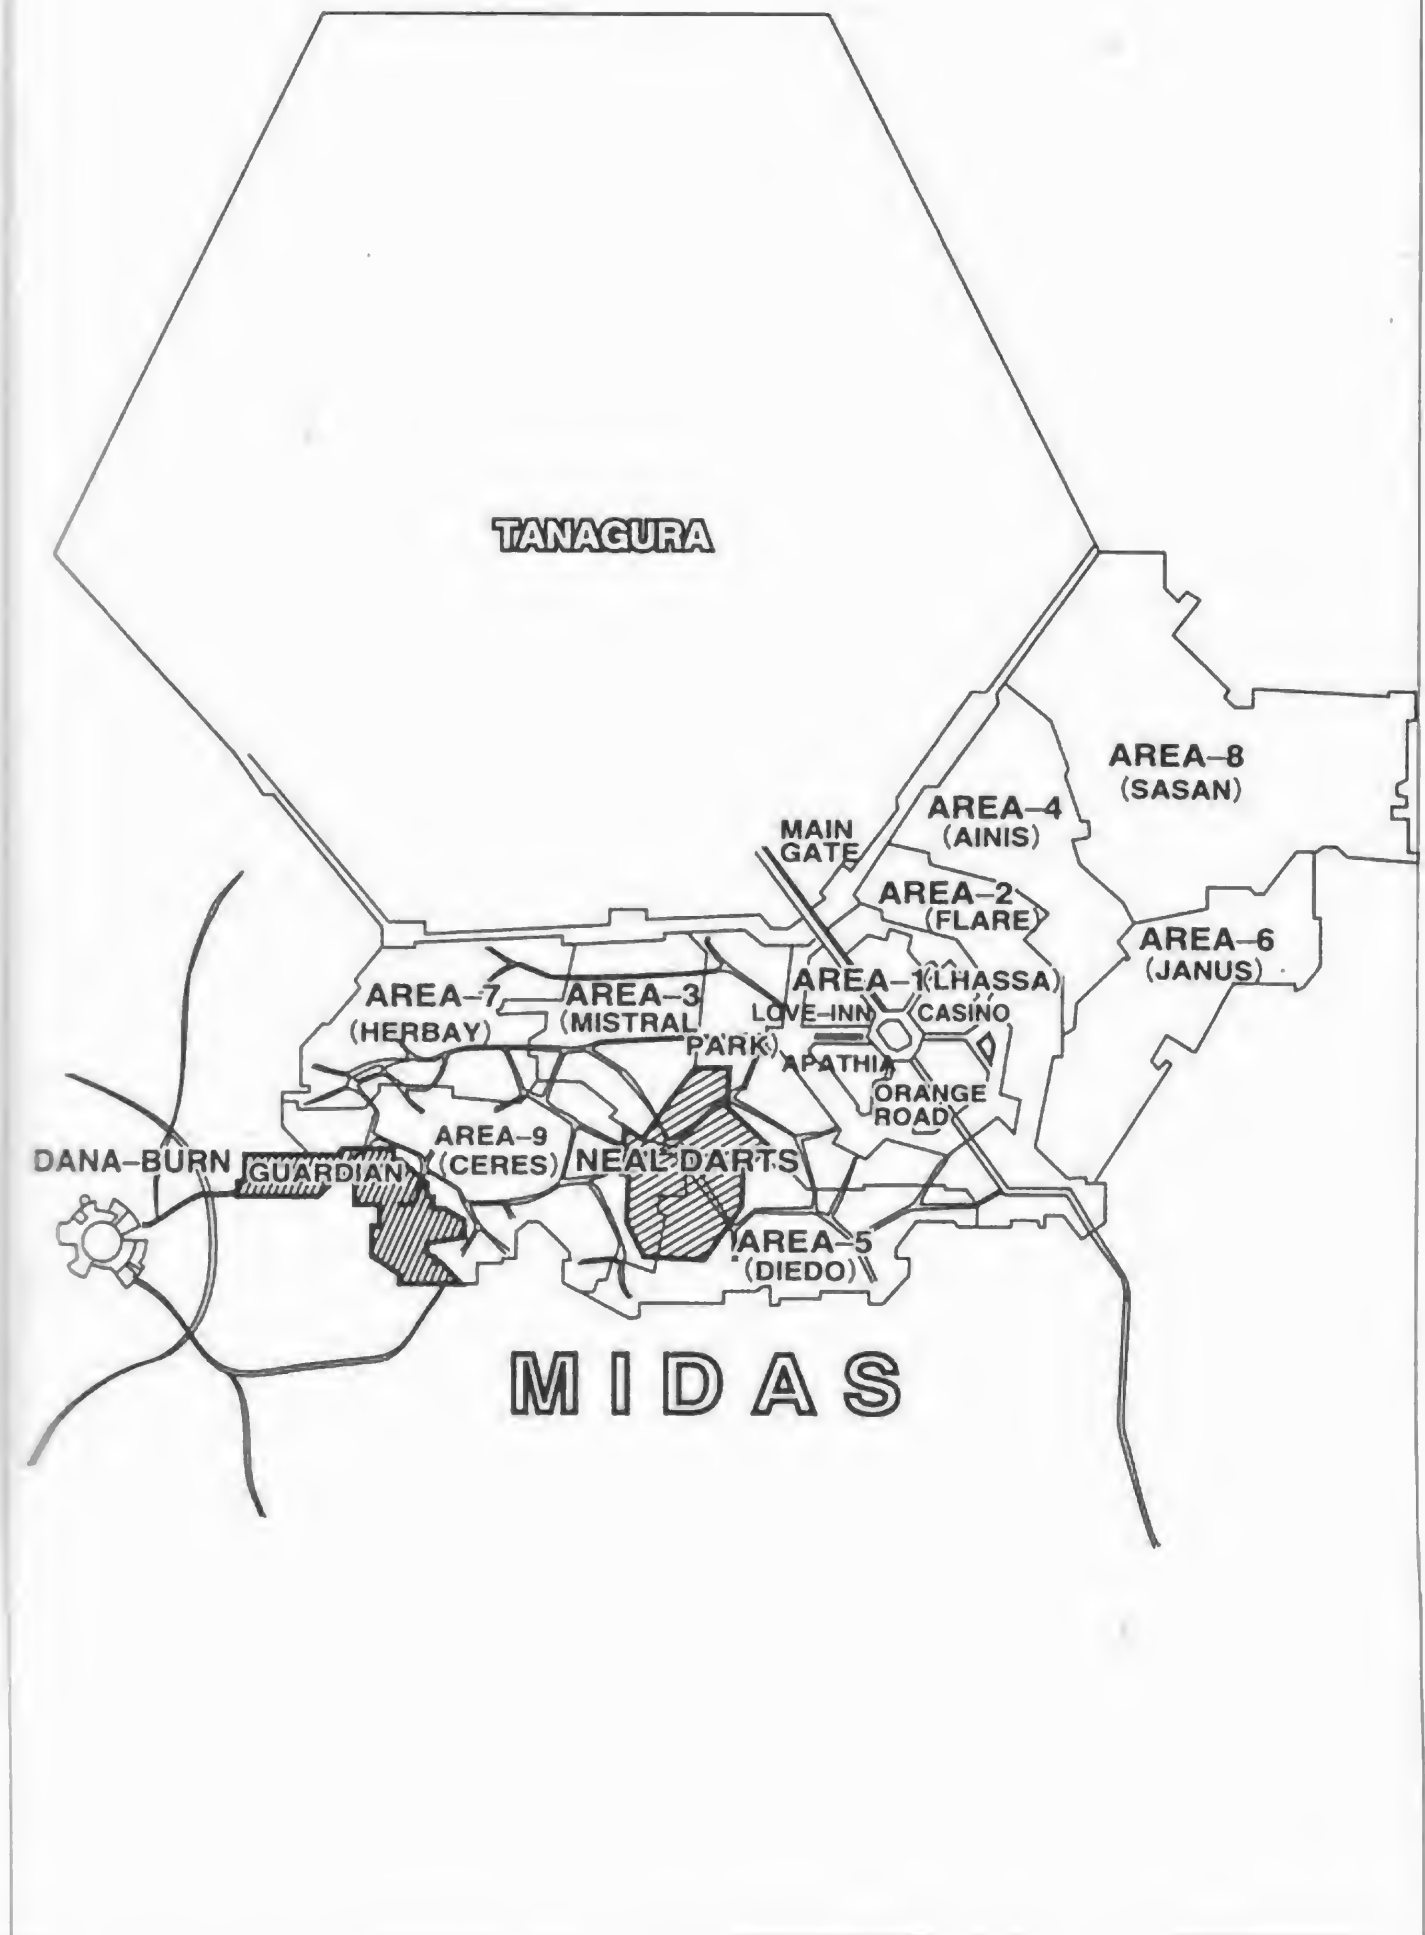 TANAGURA
AREA–8
(SASAN)
AREA–4
(AINIS)
MAIN
GATE
AREA–2
(FLARE)
AREA–6
(JANUS)
AREA–1(LHASSA)
AREA–7
(HERBAY)
AREA–3
(MISTRAL
PARK)
LOVE–INN
CASINO
APATHIA
ORANGE
ROAD
AREA–9
(CERES)
DANA–BURN
GUARDIAN
NEAL DARTS
AREA–5
(DIEDO)
MIDAS